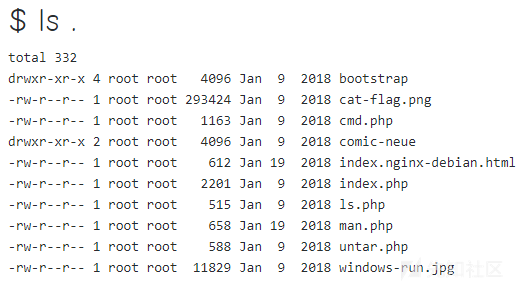 $ ls .
total 332
drwxr-xr-x 4 root root   4096 Jan  9  2018 bootstrap
-rw-r--r-- 1 root root 293424 Jan  9  2018 cat-flag.png
-rw-r--r-- 1 root root   1163 Jan  9  2018 cmd.php
drwxr-xr-x 2 root root   4096 Jan  9  2018 comic-neue
-rw-r--r-- 1 root root    612 Jan 19  2018 index.nginx-debian.html
-rw-r--r-- 1 root root   2201 Jan  9  2018 index.php
-rw-r--r-- 1 root root    515 Jan  9  2018 ls.php
-rw-r--r-- 1 root root    658 Jan 19  2018 man.php
-rw-r--r-- 1 root root    588 Jan  9  2018 untar.php
-rw-r--r-- 1 root root  11829 Jan  9  2018 windows-run.jpg